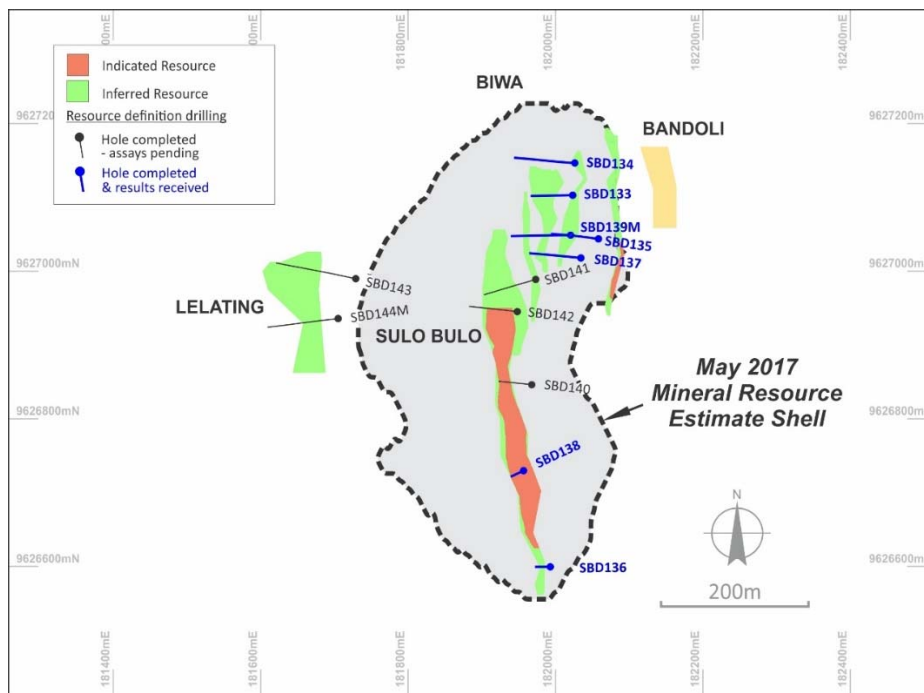 181400mE
181800mE
182000mE
182200mE
182400mE
Indicated Resource
Inferred Resource
Resource definition drilling
Hole completed
- assays pending
Hole completed
& results received
BIWA
BANDOLI
9627200mN
9627200mN
SBD134
SBD133
SBD139M
SBD135
SBD137
9627000mN
9627000mN
SBD141
SBD143
LELATING
SBD144M
SBD142
SULO BULO
May 2017
Mineral Resource
Estimate Shell
SBD140
9626800mN
9626800mN
SBD138
N
SBD136
9626600mN
9626600mN
200m
181400mE
181600mE
181800mE
182000mE
182200mE
182400mE